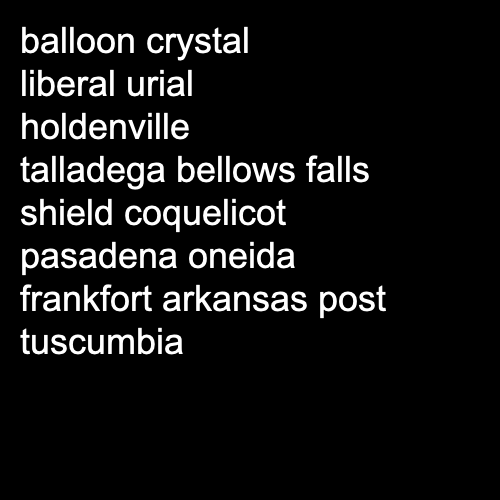 balloon crystal
liberal urial
holdenville
talladega bellows falls
shield coquelicot
pasadena oneida
frankfort arkansas post
tuscumbia